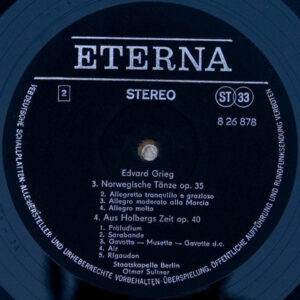 ETERNA
2
STEREO
ST 33
8 26 878
Edvard Grieg
3. Norwegische Tänze op. 35
2. Allegretto tranquillo e grazioso
3. Allegro moderato alla Marcia
4. Allegro molto
4. Aus Holbergs Zeit op. 40
1. Präludium
2. Sarabande
3. Gavotte — Musette — Gavotte d.c.
4. Air
5. Rigaudon
Staatskapelle Berlin
Otmar Suitner
VEB DEUTSCHE SCHALLPLATTEN · ALLE HERSTELLER- UND URHEBERRECHTE VORBEHALTEN · ÜBERSPIELUNG, ÖFFENTLICHE AUFFÜHRUNG UND RUNDFUNKSENDUNG VERBOTEN